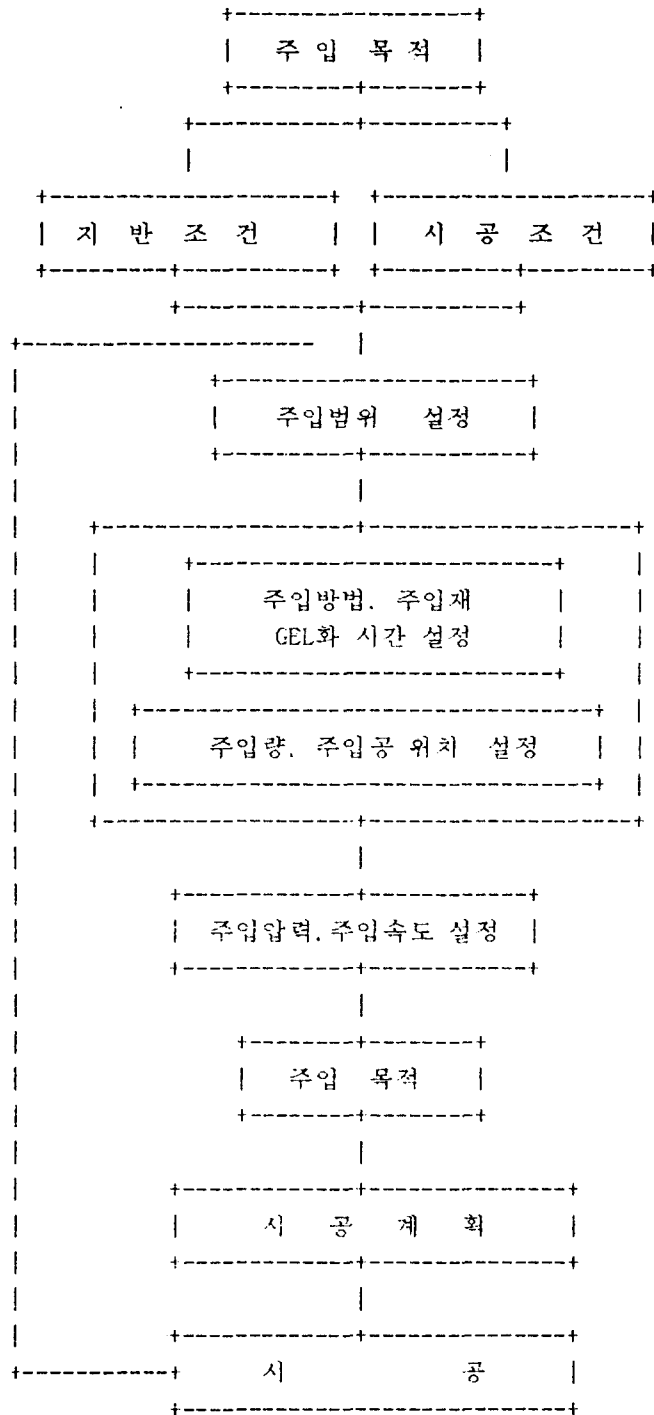 주 입 목 적
지 반 조 건
시 공 조 건
주입범위 설정
주입방법. 주입재
GEL화 시간 설정
주입량. 주입공 위치 설정
주입압력.주입속도 설정
주입 목적
시 공 계 획
시 공